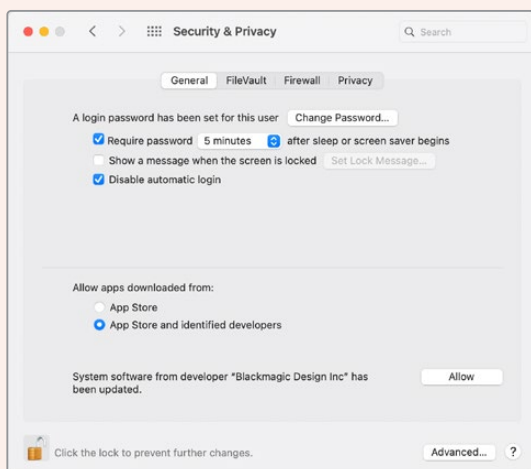 Security & Privacy
Search
General FileVault Firewall Privacy
A login password has been set for this user Change Password...
Require password 5 minutes after sleep or screen saver begins
Show a message when the screen is locked Set Lock Message...
Disable automatic login
Allow apps downloaded from:
App Store
App Store and identified developers
System software from developer “Blackmagic Design Inc” has Allow
been updated.
Click the lock to prevent further changes. Advanced... ?